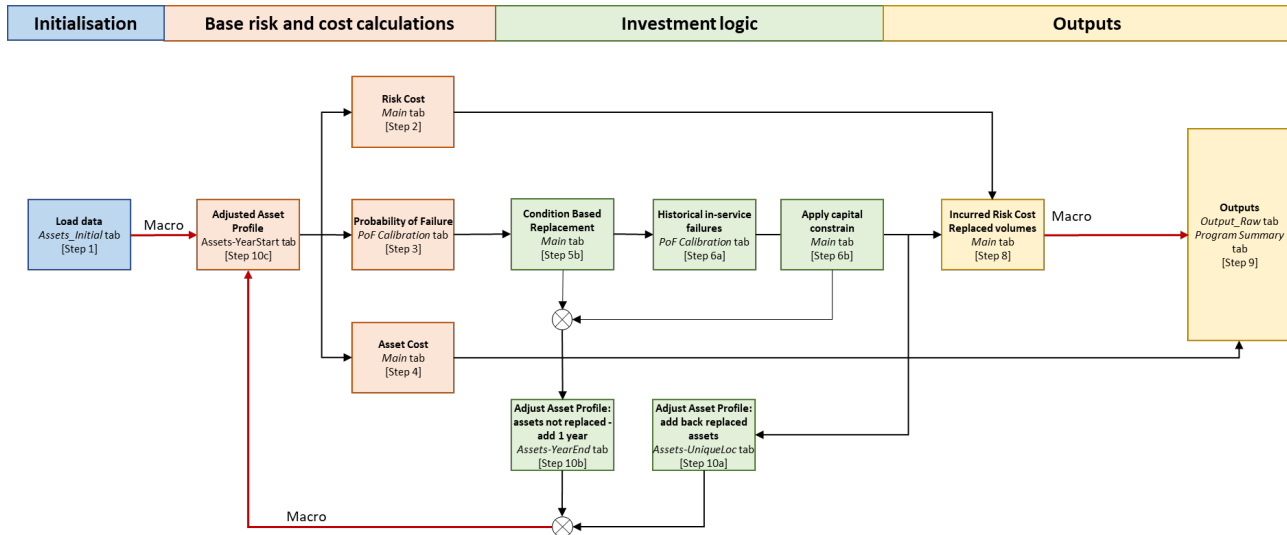 Initialisation
Base risk and cost calculations
Investment logic
Outputs
Risk Cost
Main tab
[Step 2]
Load data
Assets_Initial tab
[Step 1]
Macro
Adjusted Asset
Profile
Assets-YearStart tab
[Step 10c]
Probability of Failure
PoF Calibration tab
[Step 3]
Condition Based
Replacement
Main tab
[Step 5b]
Historical in-service
failures
PoF Calibration tab
[Step 6a]
Apply capital
constrain
Main tab
[Step 6b]
Incurred Risk Cost
Replaced volumes
Main tab
[Step 8]
Macro
Outputs
Output_Raw tab
Program Summary
tab
[Step 9]
Asset Cost
Main tab
[Step 4]
Adjust Asset Profile:
assets not replaced -
add 1 year
Assets-YearEnd tab
[Step 10b]
Adjust Asset Profile:
add back replaced
assets
Assets-UniqueLoc tab
[Step 10a]
Macro